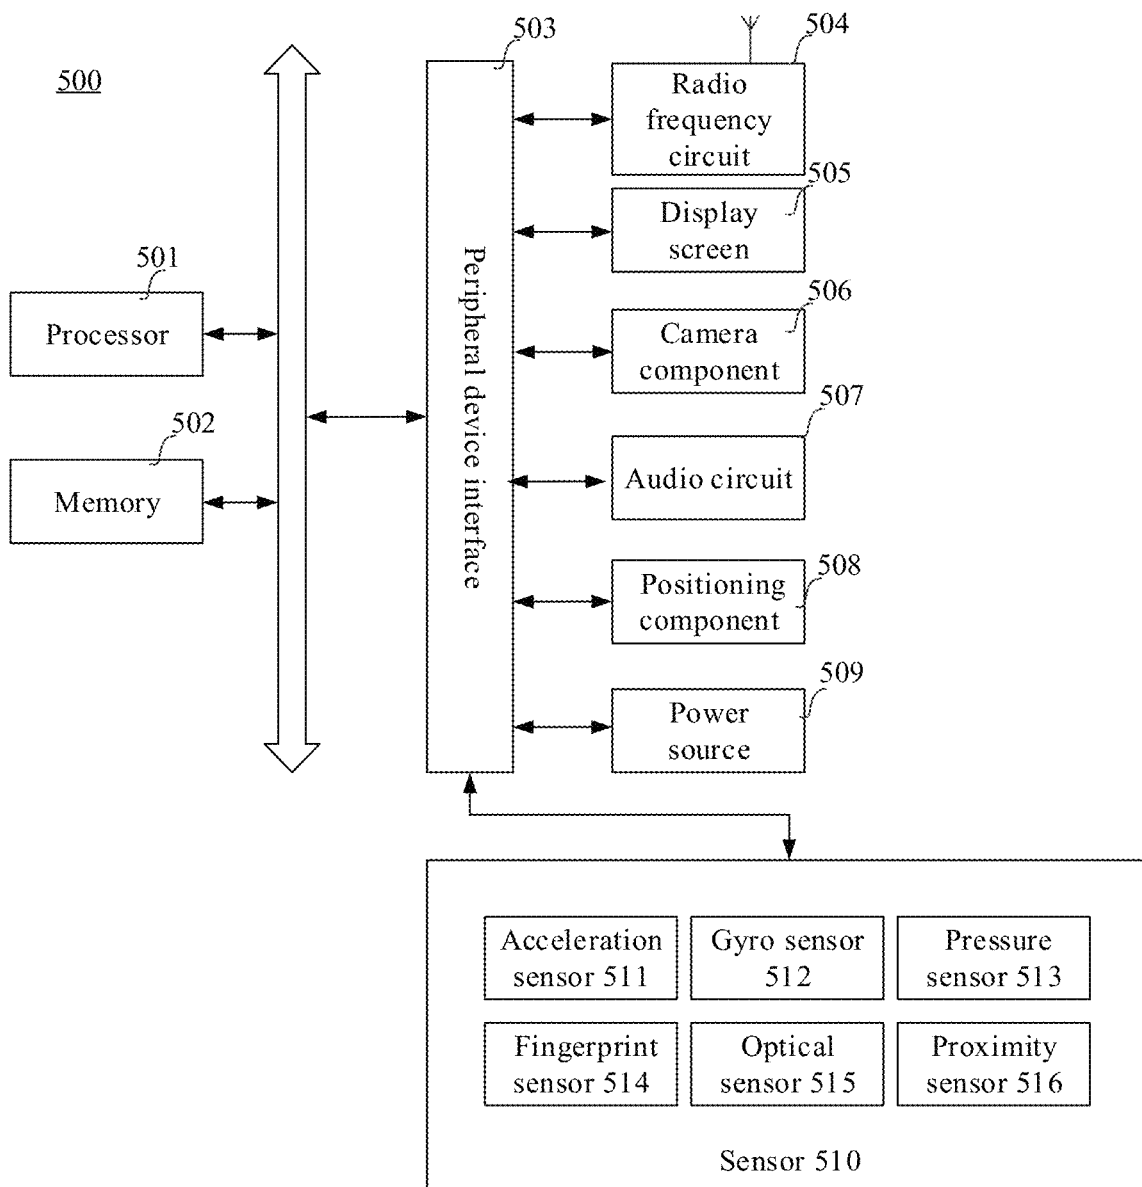 500
503
504
Radio
frequency
circuit
505
Display
screen
501
Processor
506
Camera
component
502
Memory
Peripheral device interface
507
Audio circuit
508
Positioning
component
509
Power
source
Acceleration
sensor 511
Gyro sensor
512
Pressure
sensor 513
Fingerprint
sensor 514
Optical
sensor 515
Proximity
sensor 516
Sensor 510